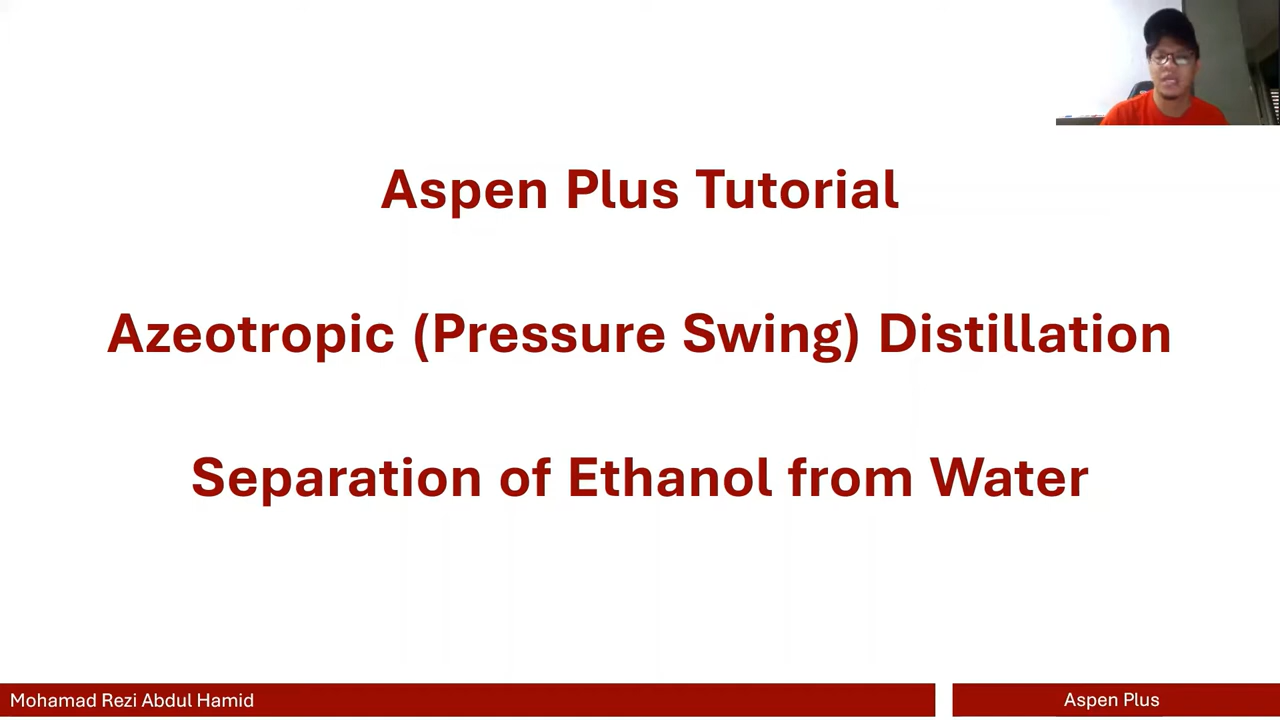 Aspen Plus Tutorial
Azeotropic (Pressure Swing) Distillation
Separation of Ethanol from Water
Mohamad Rezi Abdul Hamid
Aspen Plus